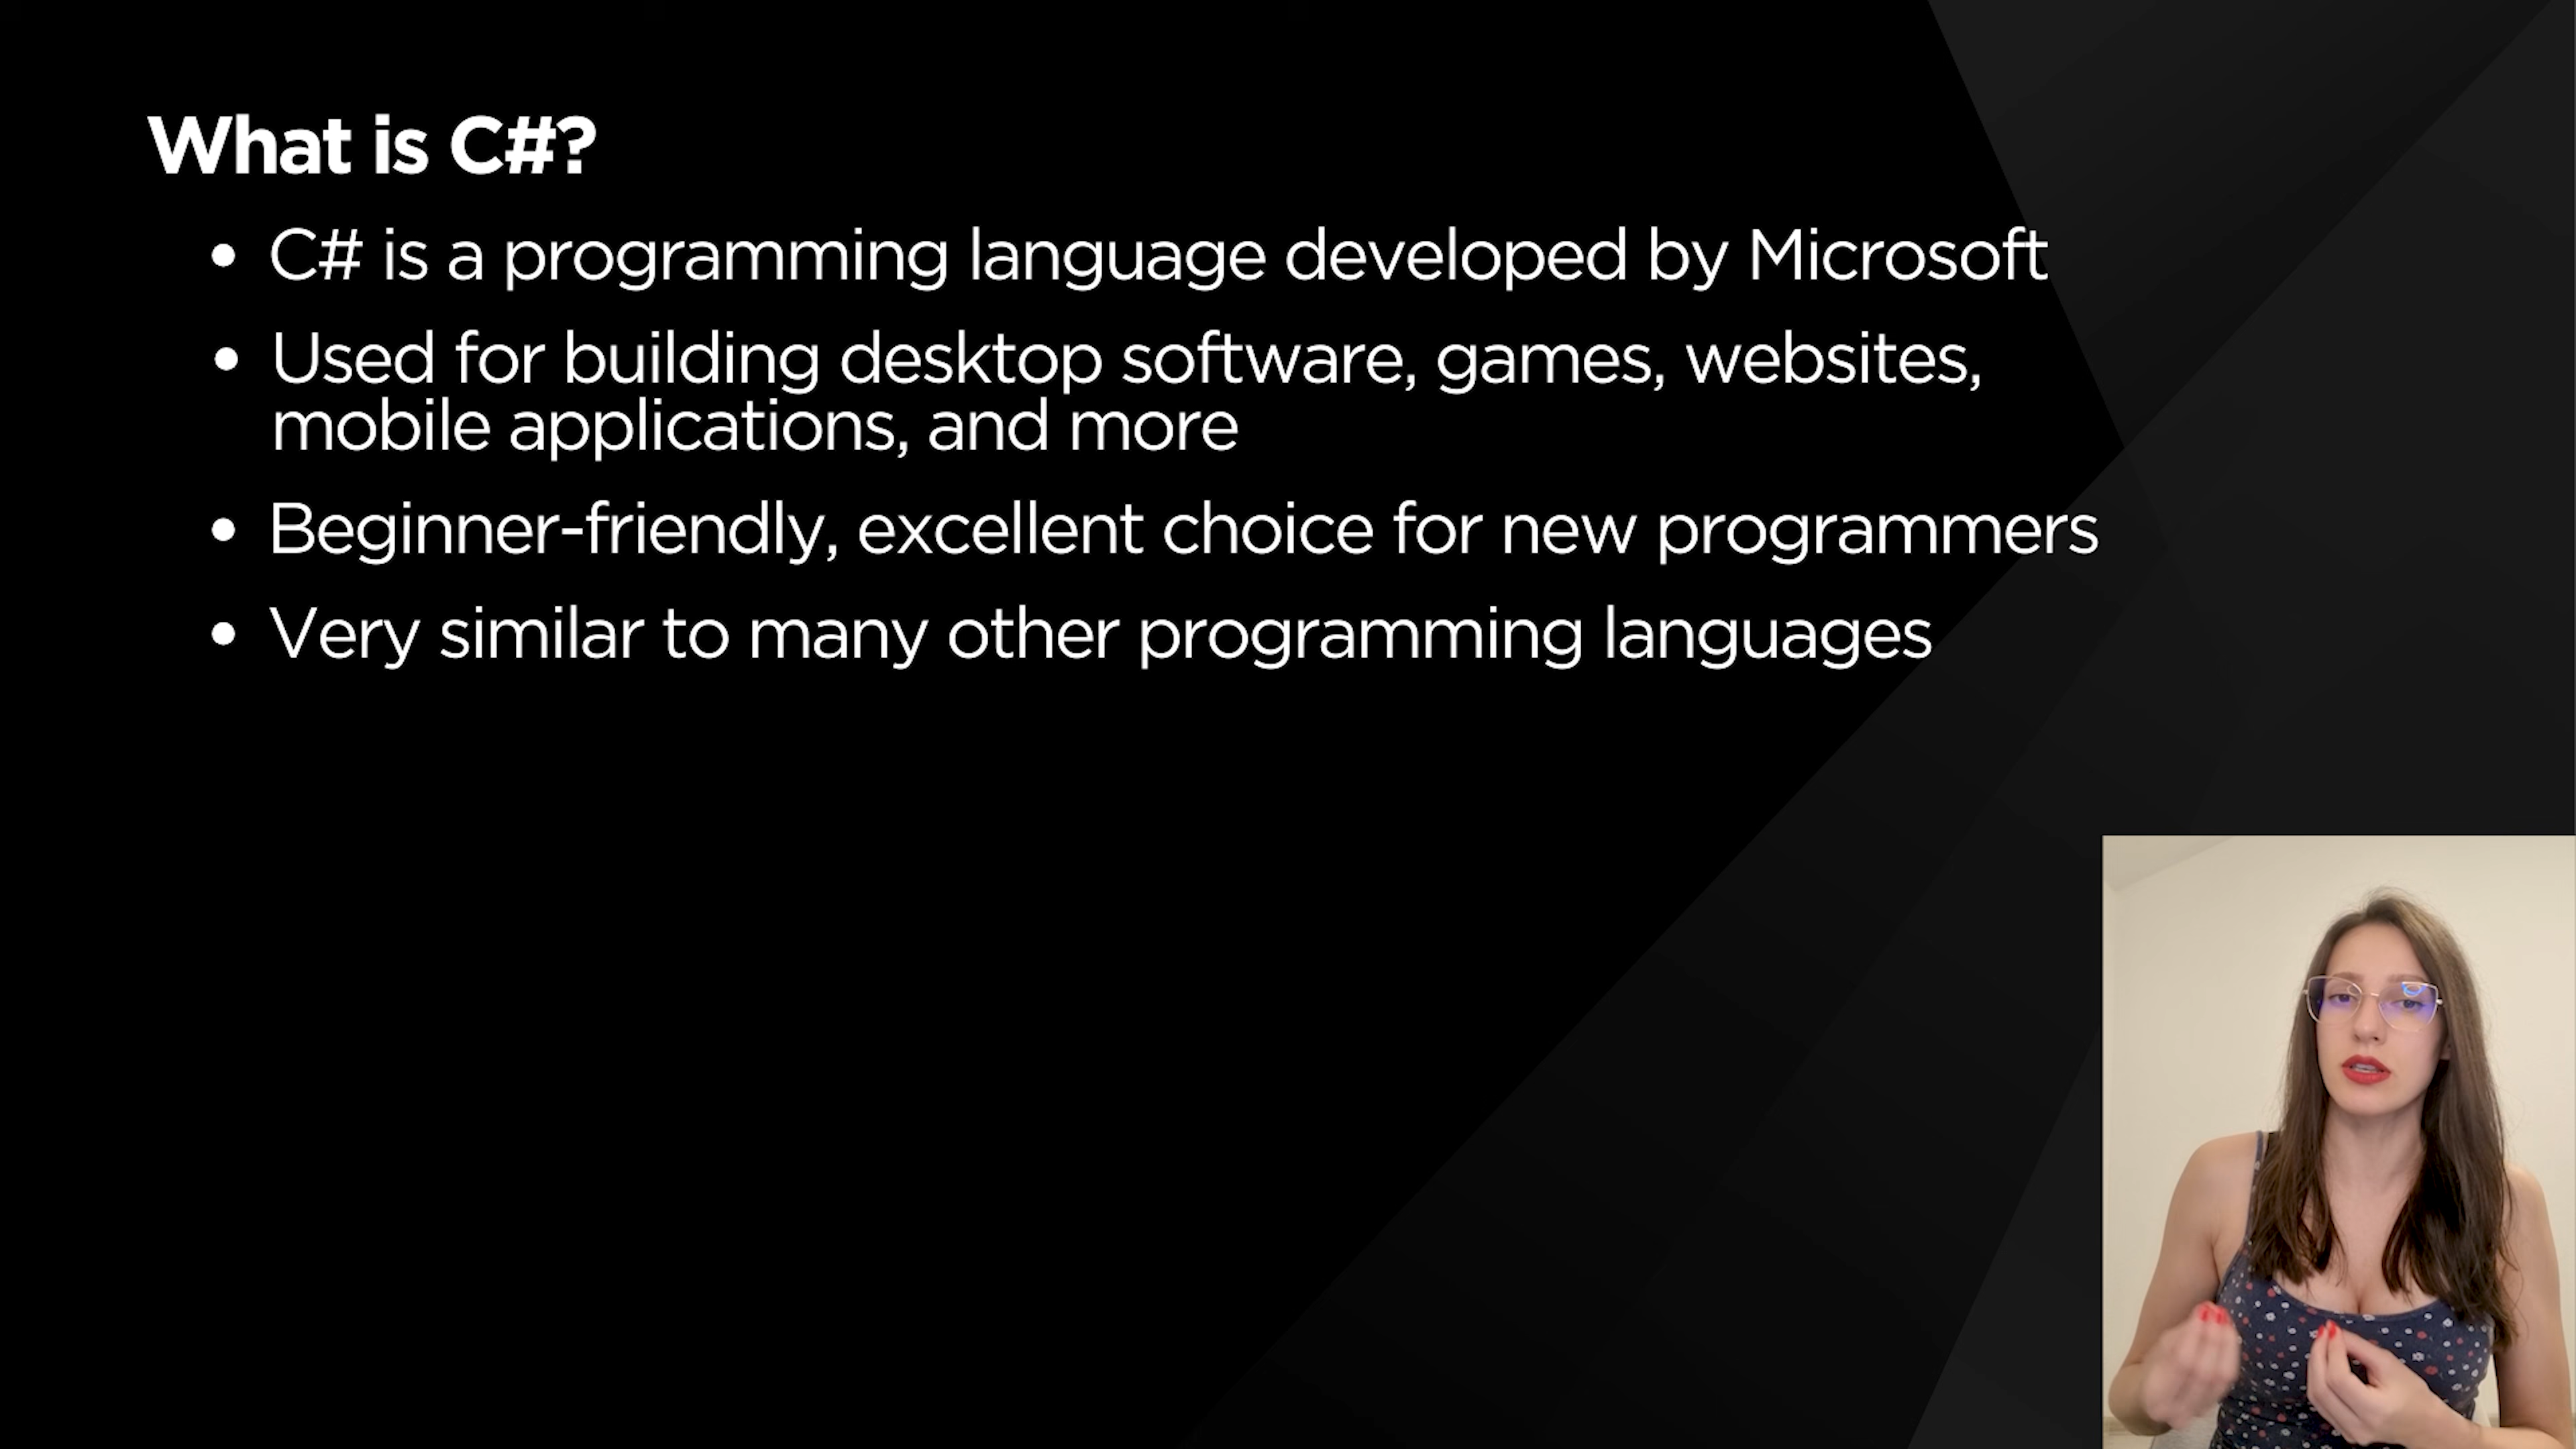 What is C#?
• C# is a programming language developed by Microsoft
• Used for building desktop software, games, websites,
mobile applications, and more
• Beginner-friendly, excellent choice for new programmers
• Very similar to many other programming languages